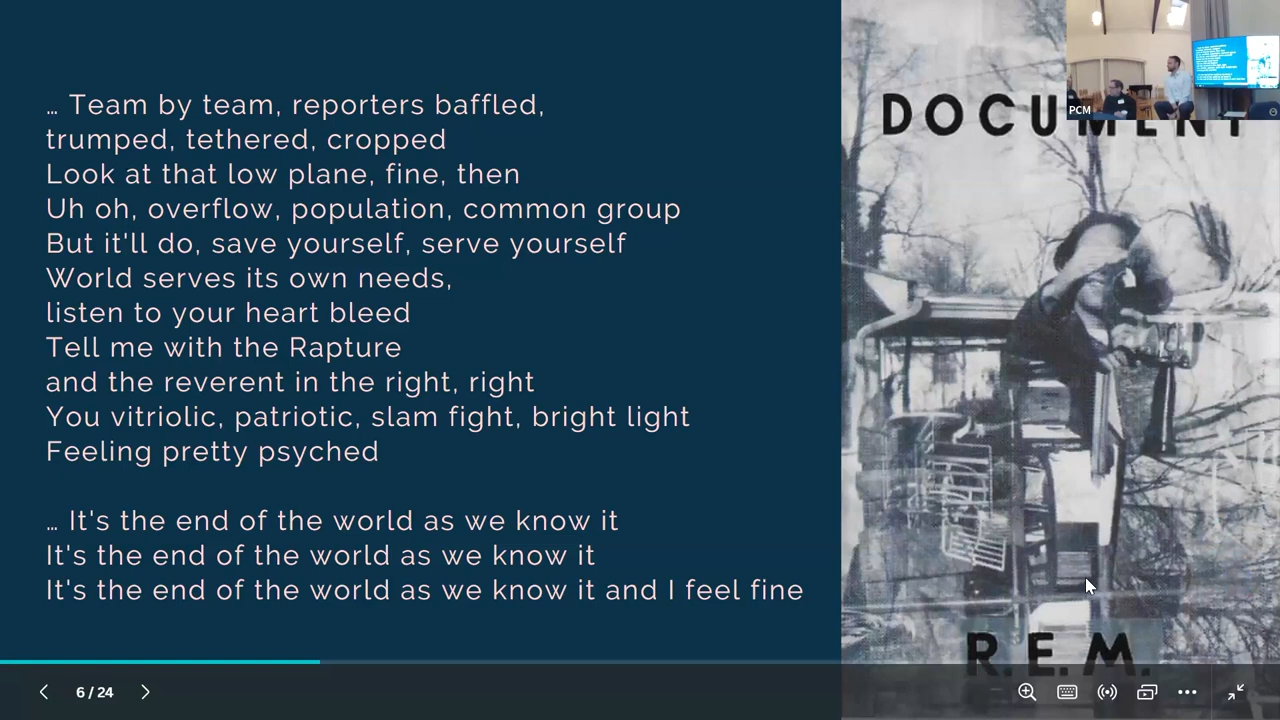 … Team by team, reporters baffled,
trumped, tethered, cropped
Look at that low plane, fine, then
Uh oh, overflow, population, common group
But it'll do, save yourself, serve yourself
World serves its own needs,
listen to your heart bleed
Tell me with the Rapture
and the reverent in the right, right
You vitriolic, patriotic, slam fight, bright light
Feeling pretty psyched
… It's the end of the world as we know it
It's the end of the world as we know it
It's the end of the world as we know it and I feel fine
DOCUMENT
R.E.M.
PCM
6 / 24